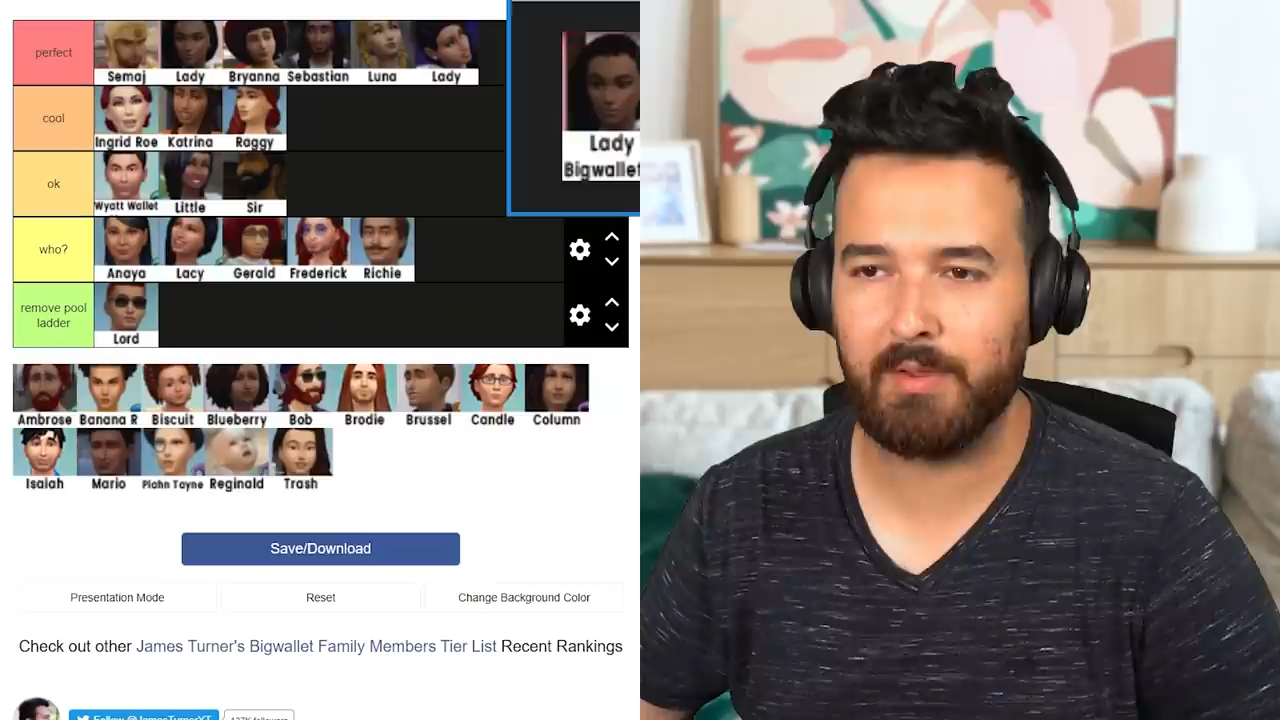 perfect
Semaj Lady Bryanna Sebastian Luna Lady
cool
Ingrid Roe Katrina Raggy
ok
Wyatt Wallet Little Sir
who?
Anaya Lacy Gerald Frederick Richie
remove pool
ladder
Lord
Lady
Bigwallet
Ambrose Banana R Biscuit Blueberry Bob Brodie Brussel Candle Column
Isaiah Mario Plahn Tayne Reginald Trash
Save/Download
Presentation Mode Reset Change Background Color
Check out other James Turner's Bigwallet Family Members Tier List Recent Rankings
Follow @JamesTurnerYT followers